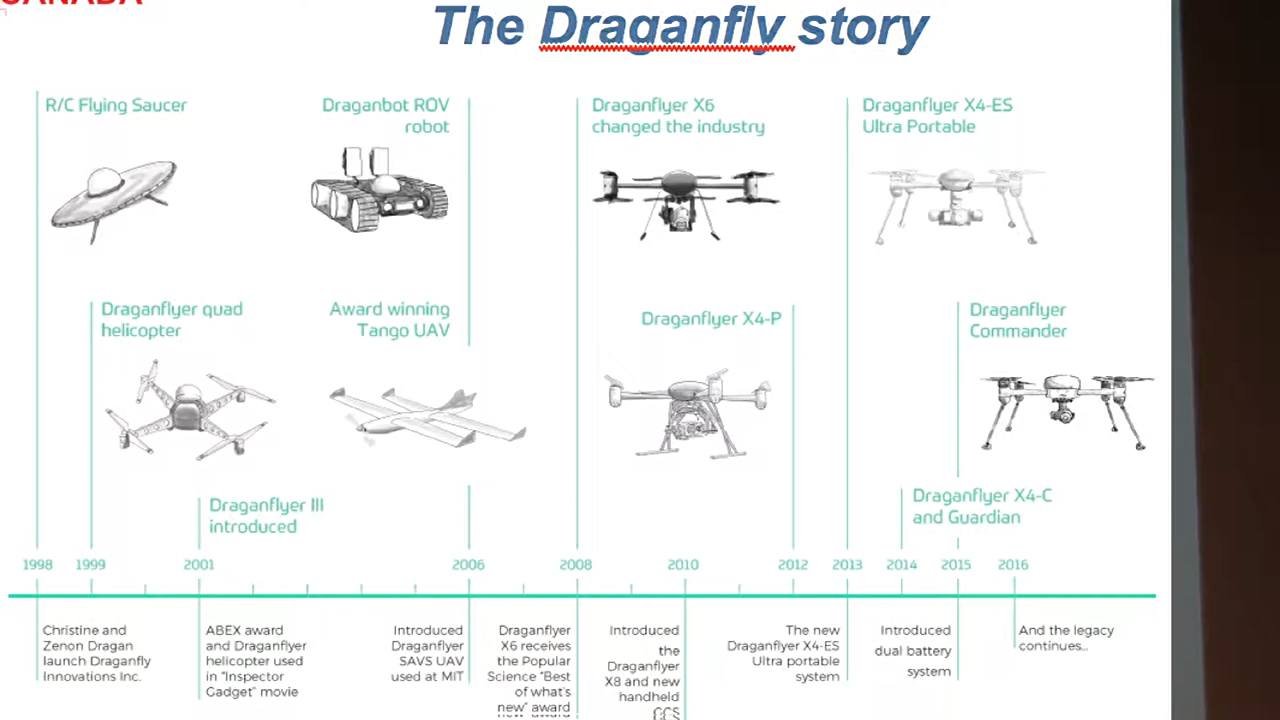 CANADA
The Draganfly story
R/C Flying Saucer
Draganbot ROV
robot
Draganflyer X6
changed the industry
Draganflyer X4-ES
Ultra Portable
Draganflyer quad
helicopter
Award winning
Tango UAV
Draganflyer X4-P
Draganflyer
Commander
Draganflyer III
introduced
Draganflyer X4-C
and Guardian
1998 1999 2001 2006 2008 2010 2012 2013 2014 2015 2016
Christine and
Zenon Dragan
launch Draganfly
Innovations Inc.
ABEX award
and Draganflyer
helicopter used
in "Inspector
Gadget" movie
Introduced
Draganflyer
SAVS UAV
used at MIT
Draganflyer
X6 receives
the Popular
Science "Best
of what's
new" award
Introduced
the
Draganflyer
X8 and new
handheld
GCS
The new
Draganflyer X4-ES
Ultra portable
system
Introduced
dual battery
system
And the legacy
continues...